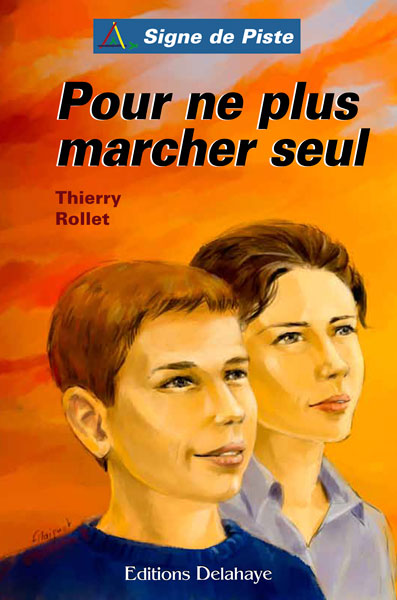 Signe de Piste
Pour ne plus
marcher seul
Thierry
Rollet
Editions Delahaye